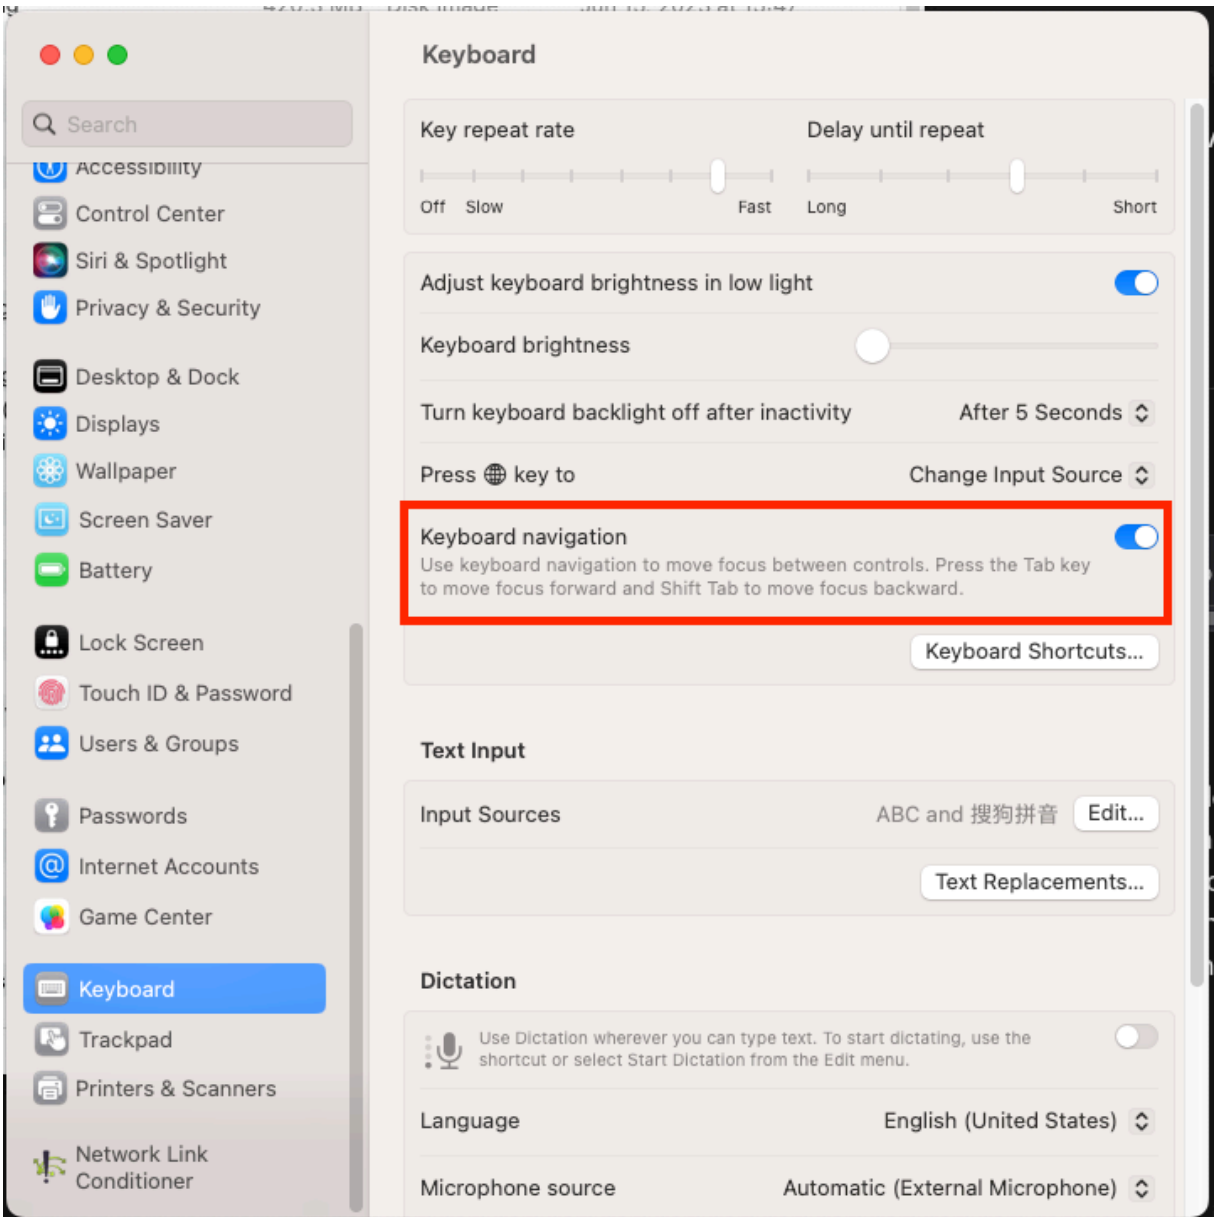 Keyboard
Search
Accessibility
Control Center
Siri & Spotlight
Privacy & Security
Desktop & Dock
Displays
Wallpaper
Screen Saver
Battery
Lock Screen
Touch ID & Password
Users & Groups
Passwords
Internet Accounts
Game Center
Keyboard
Trackpad
Printers & Scanners
Network Link
Conditioner
Key repeat rate
Delay until repeat
Off Slow Fast
Long Short
Adjust keyboard brightness in low light
Keyboard brightness
Turn keyboard backlight off after inactivity After 5 Seconds
Press 🌐 key to Change Input Source
Keyboard navigation
Use keyboard navigation to move focus between controls. Press the Tab key
to move focus forward and Shift Tab to move focus backward.
Keyboard Shortcuts...
Text Input
Input Sources ABC and 搜狗拼音 Edit...
Text Replacements...
Dictation
Use Dictation wherever you can type text. To start dictating, use the
shortcut or select Start Dictation from the Edit menu.
Language English (United States)
Microphone source Automatic (External Microphone)